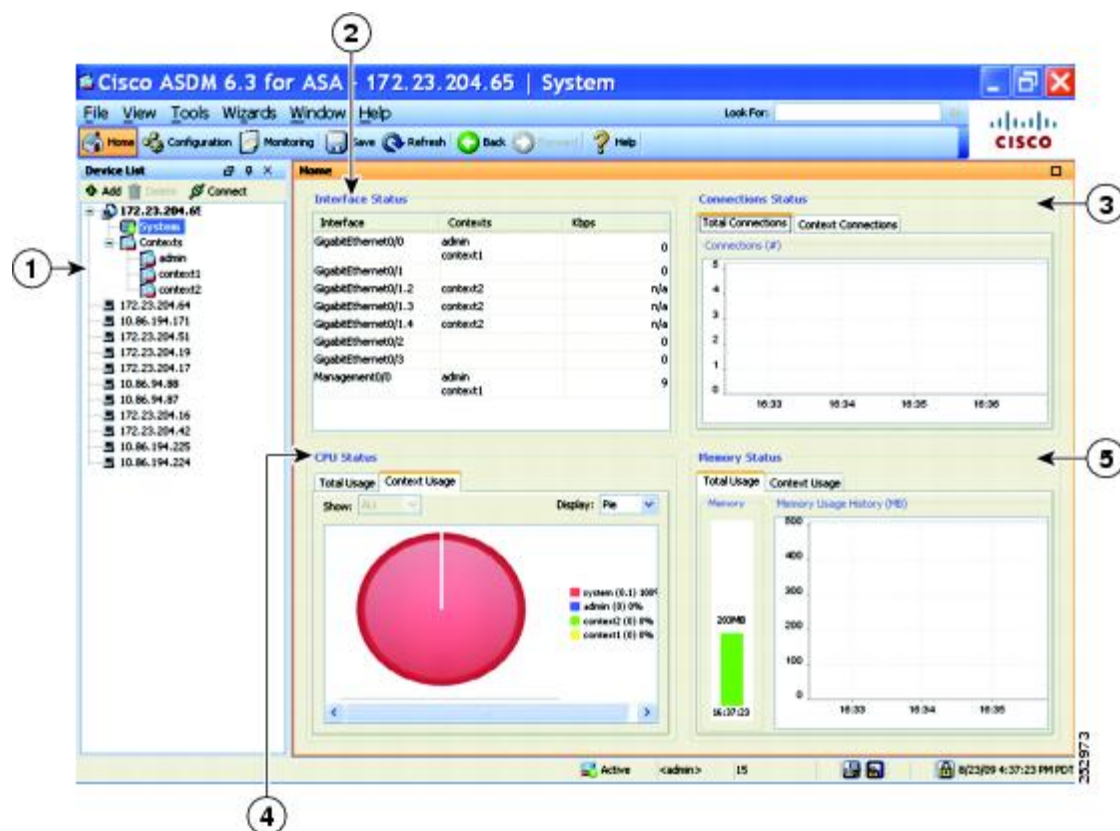 2
Cisco ASDM 6.3 for ASA - 172.23.204.65 | System
File View Tools Wizards Window Help Look For:
Home Configuration Monitoring Save Refresh Back Forward Help
CISCO
Device List
Add Delete Connect
172.23.204.65
System
Contexts
admin
context1
context2
172.23.204.64
10.86.194.171
172.23.204.51
172.23.204.19
172.23.204.17
10.86.94.88
10.86.94.87
172.23.204.16
172.23.204.42
10.86.194.225
10.86.194.224
1
Home
Interface Status
Interface Contexts Kbps
GigabitEthernet0/0 admin 0
context1
GigabitEthernet0/1 0
GigabitEthernet0/1.2 context2 n/a
GigabitEthernet0/1.3 context2 n/a
GigabitEthernet0/1.4 context2 n/a
GigabitEthernet0/2 0
GigabitEthernet0/3 0
Management0/0 admin 9
context1
Connections Status
Total Connections Context Connections
Connections (#)
5
4
3
2
1
0
16:33 16:34 16:35 16:36
3
CPU Status
Total Usage Context Usage
Show: ALL Display: Pie
system (0.1) 100%
admin (0) 0%
context2 (0) 0%
context1 (0) 0%
4
Memory Status
Total Usage Context Usage
Memory Memory Usage History (MB)
500
400
300
200
100
0
203MB
16:37:23
16:33 16:34 16:35
5
Active <admin> 15 8/23/09 4:37:23 PM PDT
252973